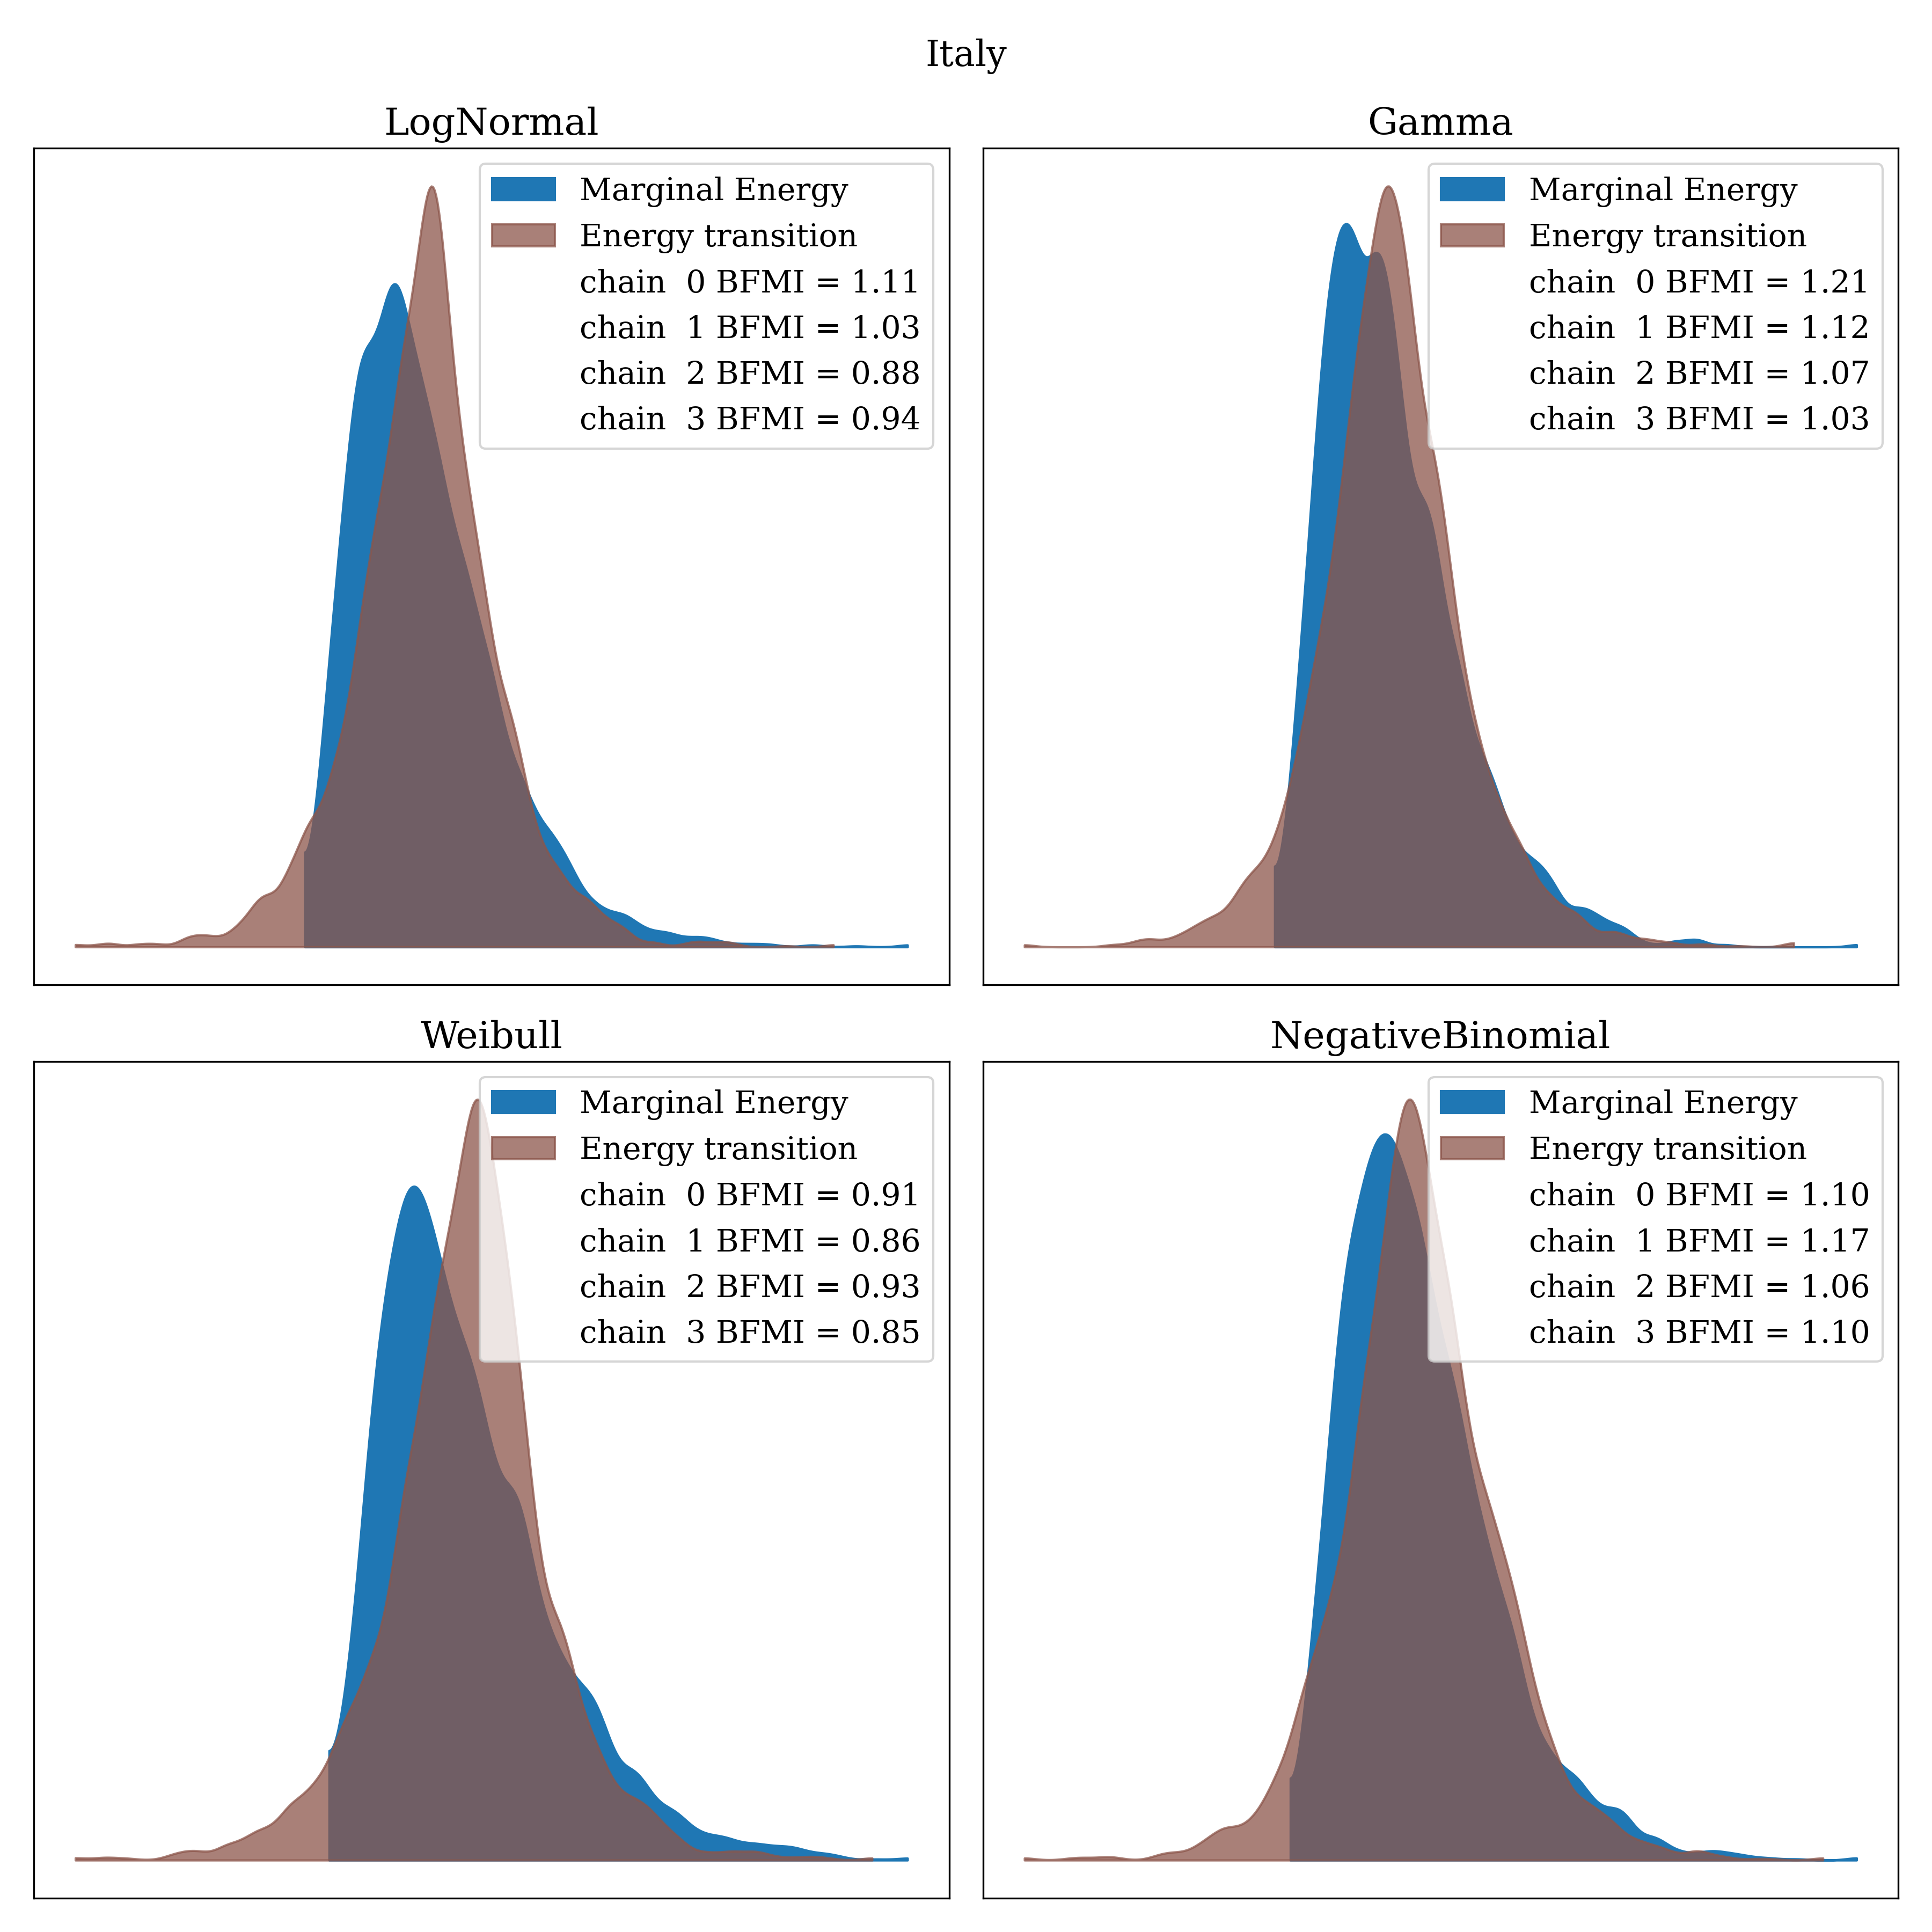 Italy
LogNormal
Marginal Energy
Energy transition
chain  0 BFMI = 1.11
chain  1 BFMI = 1.03
chain  2 BFMI = 0.88
chain  3 BFMI = 0.94
Gamma
Marginal Energy
Energy transition
chain  0 BFMI = 1.21
chain  1 BFMI = 1.12
chain  2 BFMI = 1.07
chain  3 BFMI = 1.03
Weibull
Marginal Energy
Energy transition
chain  0 BFMI = 0.91
chain  1 BFMI = 0.86
chain  2 BFMI = 0.93
chain  3 BFMI = 0.85
NegativeBinomial
Marginal Energy
Energy transition
chain  0 BFMI = 1.10
chain  1 BFMI = 1.17
chain  2 BFMI = 1.06
chain  3 BFMI = 1.10